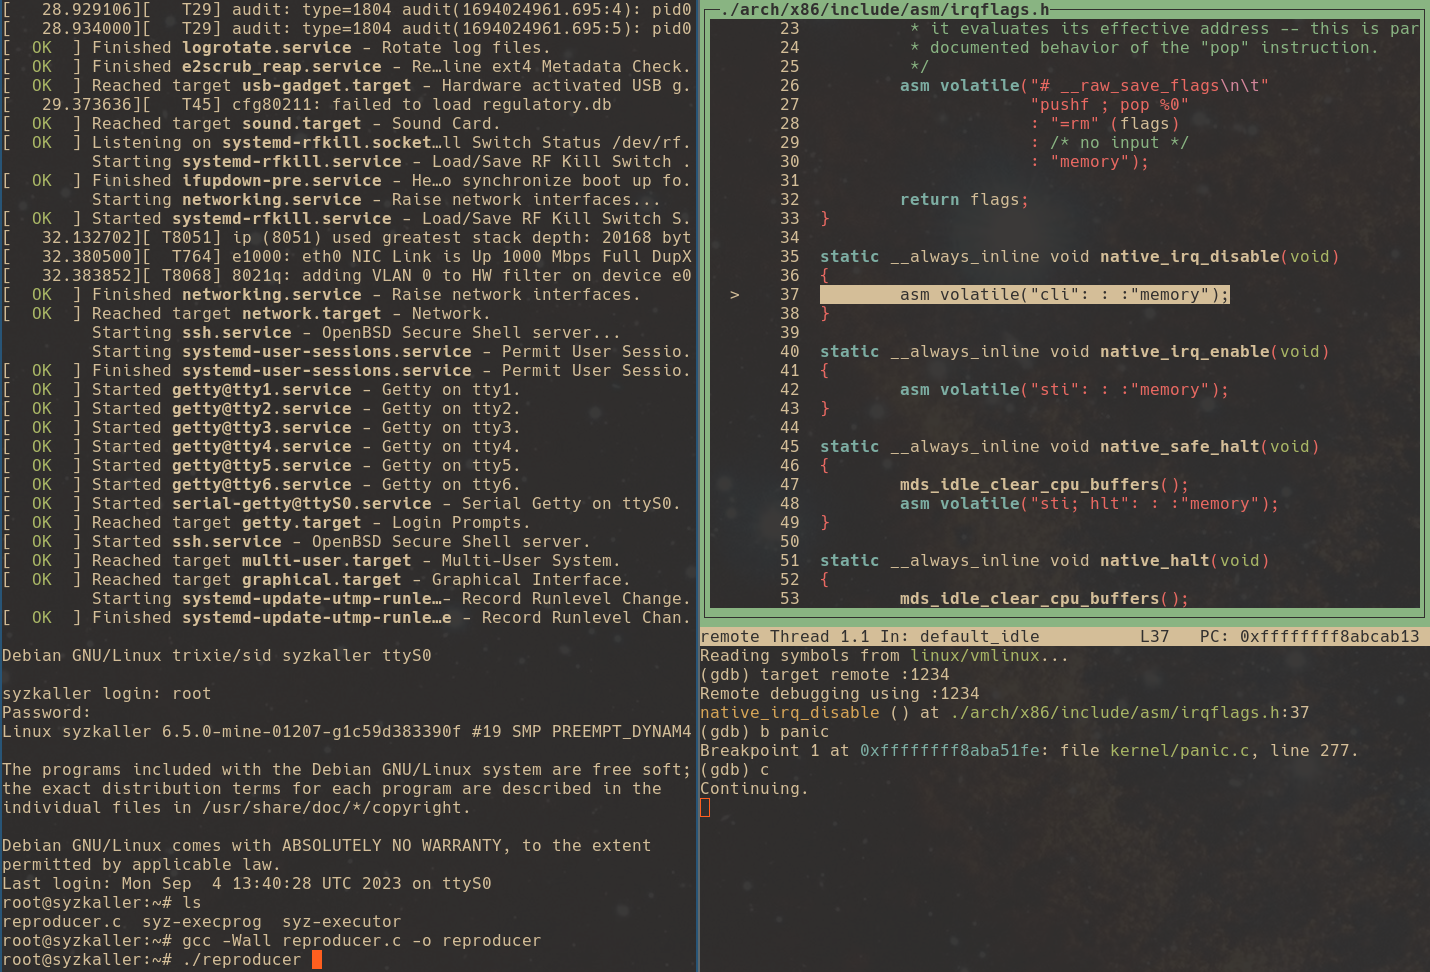 [   28.929106][   T29] audit: type=1804 audit(1694024961.695:4): pid0
[   28.934000][   T29] audit: type=1804 audit(1694024961.695:5): pid0
[  OK  ] Finished logrotate.service - Rotate log files.
[  OK  ] Finished e2scrub_reap.service - Re…line ext4 Metadata Check.
[  OK  ] Reached target usb-gadget.target - Hardware activated USB g.
[   29.373636][   T45] cfg80211: failed to load regulatory.db
[  OK  ] Reached target sound.target - Sound Card.
[  OK  ] Listening on systemd-rfkill.socket…ll Switch Status /dev/rf.
         Starting systemd-rfkill.service - Load/Save RF Kill Switch .
[  OK  ] Finished ifupdown-pre.service - He…o synchronize boot up fo.
         Starting networking.service - Raise network interfaces...
[  OK  ] Started systemd-rfkill.service - Load/Save RF Kill Switch S.
[   32.132702][ T8051] ip (8051) used greatest stack depth: 20168 byt
[   32.380500][  T764] e1000: eth0 NIC Link is Up 1000 Mbps Full DupX
[   32.383852][ T8068] 8021q: adding VLAN 0 to HW filter on device e0
[  OK  ] Finished networking.service - Raise network interfaces.
[  OK  ] Reached target network.target - Network.
         Starting ssh.service - OpenBSD Secure Shell server...
         Starting systemd-user-sessions.service - Permit User Sessio.
[  OK  ] Finished systemd-user-sessions.service - Permit User Sessio.
[  OK  ] Started getty@tty1.service - Getty on tty1.
[  OK  ] Started getty@tty2.service - Getty on tty2.
[  OK  ] Started getty@tty3.service - Getty on tty3.
[  OK  ] Started getty@tty4.service - Getty on tty4.
[  OK  ] Started getty@tty5.service - Getty on tty5.
[  OK  ] Started getty@tty6.service - Getty on tty6.
[  OK  ] Started serial-getty@ttyS0.service - Serial Getty on ttyS0.
[  OK  ] Reached target getty.target - Login Prompts.
[  OK  ] Started ssh.service - OpenBSD Secure Shell server.
[  OK  ] Reached target multi-user.target - Multi-User System.
[  OK  ] Reached target graphical.target - Graphical Interface.
         Starting systemd-update-utmp-runle…- Record Runlevel Change.
[  OK  ] Finished systemd-update-utmp-runle…e - Record Runlevel Chan.
Debian GNU/Linux trixie/sid syzkaller ttyS0
syzkaller login: root
Password:
Linux syzkaller 6.5.0-mine-01207-g1c59d383390f #19 SMP PREEMPT_DYNAM4
The programs included with the Debian GNU/Linux system are free soft;
the exact distribution terms for each program are described in the
individual files in /usr/share/doc/*/copyright.
Debian GNU/Linux comes with ABSOLUTELY NO WARRANTY, to the extent
permitted by applicable law.
Last login: Mon Sep  4 13:40:28 UTC 2023 on ttyS0
root@syzkaller:~# ls
reproducer.c  syz-execprog  syz-executor
root@syzkaller:~# gcc -Wall reproducer.c -o reproducer
root@syzkaller:~# ./reproducer
./arch/x86/include/asm/irqflags.h
23           * it evaluates its effective address -- this is par
24           * documented behavior of the "pop" instruction.
25           */
26          asm volatile("# __raw_save_flags\n\t"
27                       "pushf ; pop %0"
28                       : "=rm" (flags)
29                       : /* no input */
30                       : "memory");
31
32          return flags;
33  }
34
35  static __always_inline void native_irq_disable(void)
36  {
>    37          asm volatile("cli": : :"memory");
38  }
39
40  static __always_inline void native_irq_enable(void)
41  {
42          asm volatile("sti": : :"memory");
43  }
44
45  static __always_inline void native_safe_halt(void)
46  {
47          mds_idle_clear_cpu_buffers();
48          asm volatile("sti; hlt": : :"memory");
49  }
50
51  static __always_inline void native_halt(void)
52  {
53          mds_idle_clear_cpu_buffers();
remote Thread 1.1 In: default_idle          L37   PC: 0xffffffff8abcab13
Reading symbols from linux/vmlinux...
(gdb) target remote :1234
Remote debugging using :1234
native_irq_disable () at ./arch/x86/include/asm/irqflags.h:37
(gdb) b panic
Breakpoint 1 at 0xffffffff8aba51fe: file kernel/panic.c, line 277.
(gdb) c
Continuing.